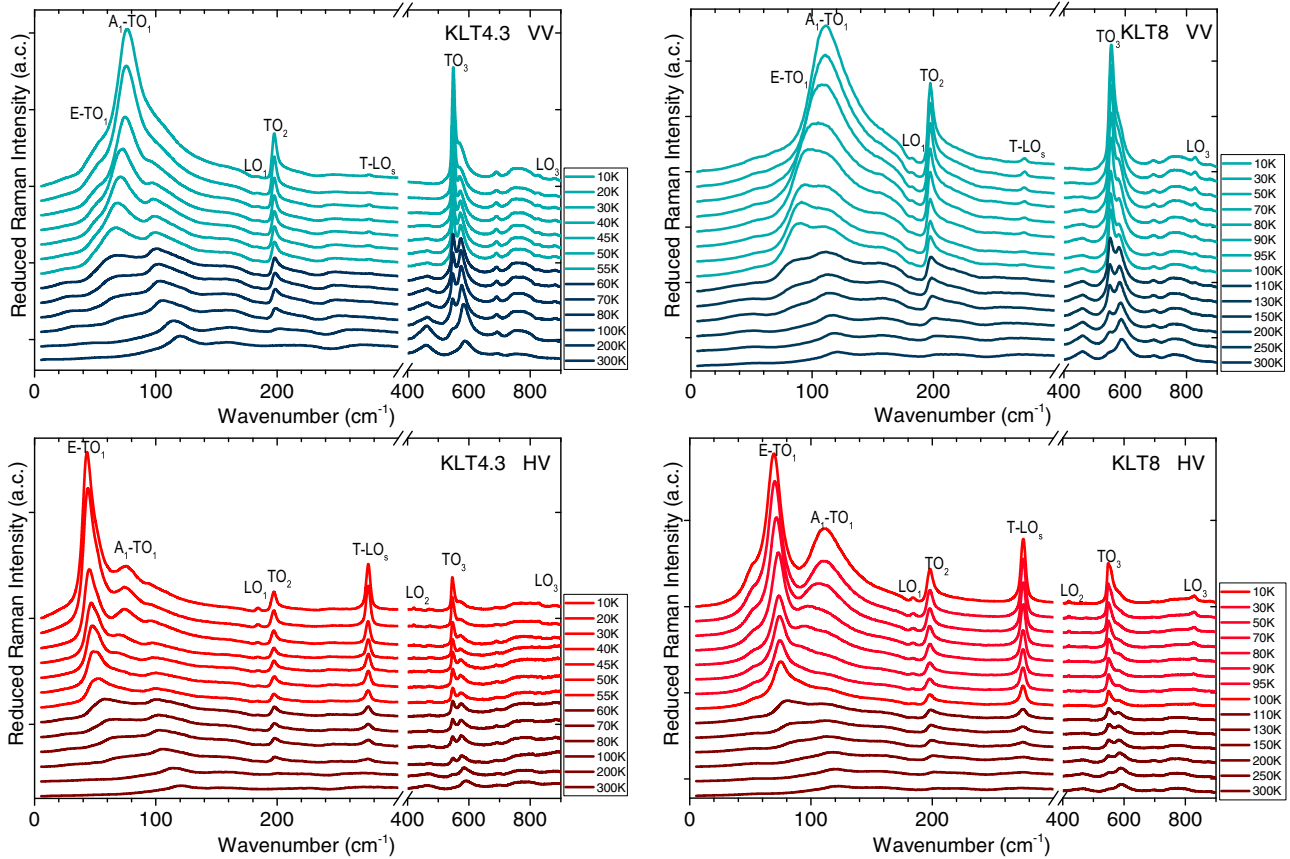 KLT4.3 VV
A₁-TO₁
E-TO₁
LO₁
TO₂
T-LOₛ
TO₃
LO₃
Reduced Raman Intensity (a.c.)
0 100 200 400 600 800
Wavenumber (cm⁻¹)
10K
20K
30K
40K
45K
50K
55K
60K
70K
80K
100K
200K
300K
KLT8 VV
A₁-TO₁
E-TO₁
LO₁
TO₂
T-LOₛ
TO₃
LO₃
Reduced Raman Intensity (a.c.)
0 100 200 400 600 800
Wavenumber (cm⁻¹)
10K
30K
50K
70K
80K
90K
95K
100K
110K
130K
150K
200K
250K
300K
KLT4.3 HV
E-TO₁
A₁-TO₁
LO₁
TO₂
T-LOₛ
LO₂
TO₃
LO₃
Reduced Raman Intensity (a.c.)
0 100 200 400 600 800
Wavenumber (cm⁻¹)
10K
20K
30K
40K
45K
50K
55K
60K
70K
80K
100K
200K
300K
KLT8 HV
E-TO₁
A₁-TO₁
LO₁
TO₂
T-LOₛ
LO₂
TO₃
LO₃
Reduced Raman Intensity (a.c.)
0 100 200 400 600 800
Wavenumber (cm⁻¹)
10K
30K
50K
70K
80K
90K
95K
100K
110K
130K
150K
200K
250K
300K